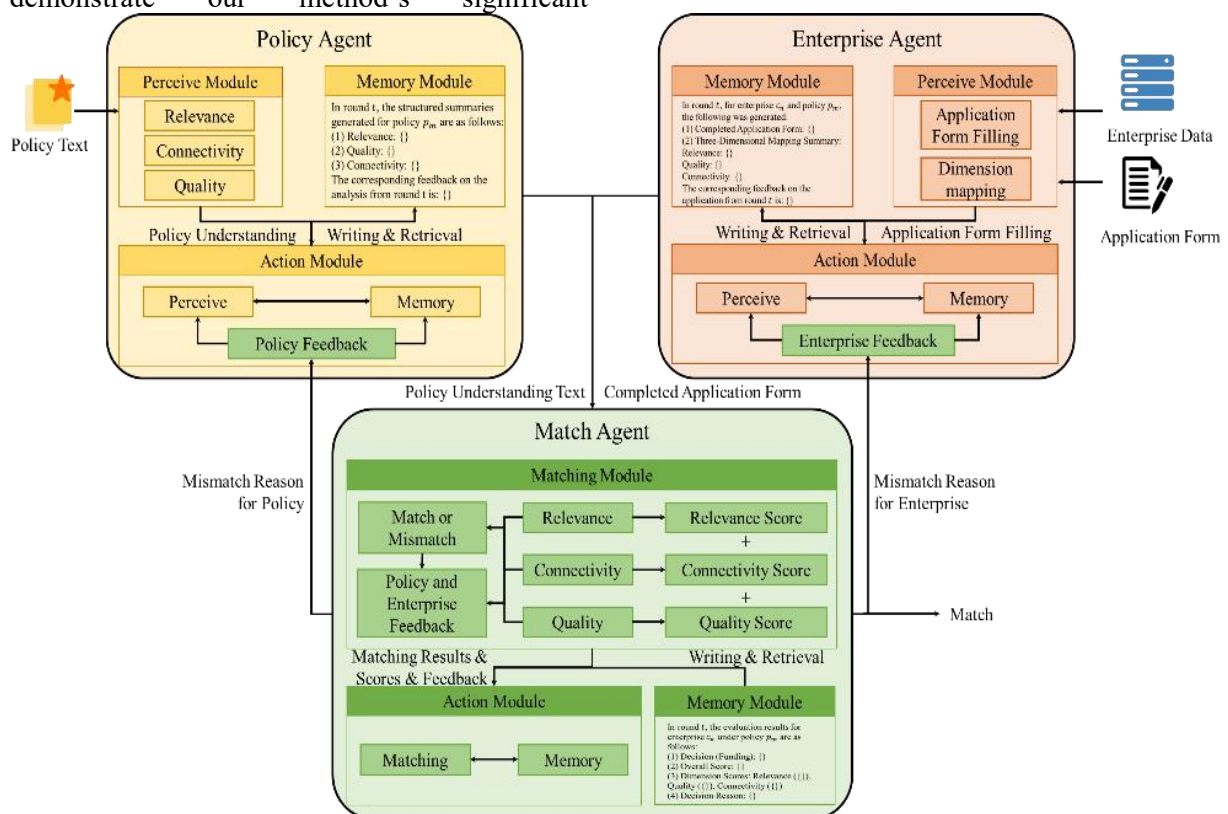 demonstrate our method's significant
Policy Agent
Policy Text
Perceive Module
Relevance
Connectivity
Quality
Memory Module
In round t, the structured summaries
generated for policy pm are as follows:
(1) Relevance: {}
(2) Quality: {}
(3) Connectivity: {}
The corresponding feedback on the
analysis from round t is: {}
Policy Understanding
Writing & Retrieval
Action Module
Perceive
Memory
Policy Feedback
Enterprise Agent
Memory Module
In round t, for enterprise cn and policy pm,
the following was generated:
(1) Completed Application Form: {}
(2) Three-Dimensional Mapping Summary:
Relevance: {}
Quality: {}
Connectivity: {}
The corresponding feedback on the
application from round t is: {}
Perceive Module
Application
Form Filling
Dimension
mapping
Enterprise Data
Application Form
Writing & Retrieval
Application Form Filling
Action Module
Perceive
Memory
Enterprise Feedback
Policy Understanding Text
Completed Application Form
Mismatch Reason
for Policy
Mismatch Reason
for Enterprise
Match Agent
Matching Module
Match or
Mismatch
Policy and
Enterprise
Feedback
Relevance
Relevance Score
+
Connectivity
Connectivity Score
+
Quality
Quality Score
Match
Matching Results &
Scores & Feedback
Writing & Retrieval
Action Module
Matching
Memory
Memory Module
In round t, the evaluation results for
enterprise cn under policy pm are as
follows:
(1) Decision (Funding): {}
(2) Overall Score: {}
(3) Dimension Scores: Relevance ({}),
Quality ({}), Connectivity ({})
(4) Decision Reason: {}